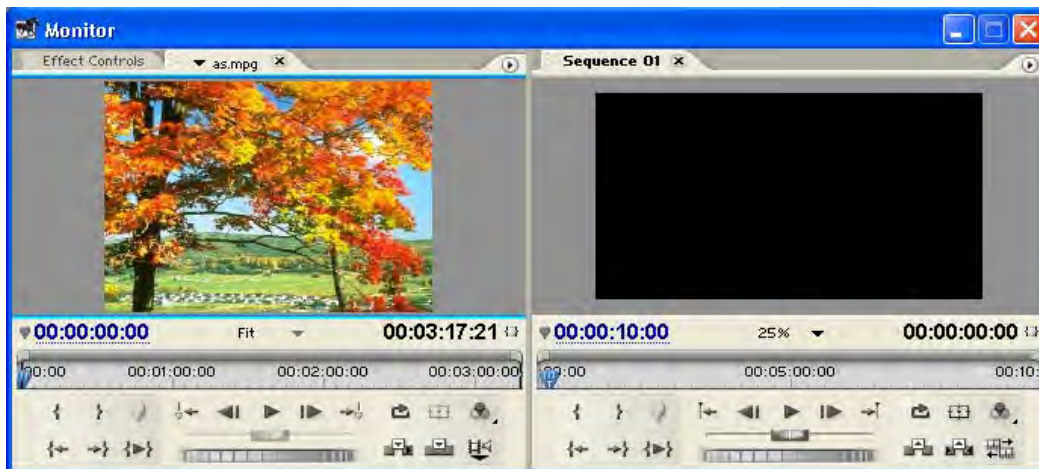 Monitor
Effect Controls as.mpg
Sequence 01
00:00:00:00 Fit 00:03:17:21
00:00:10:00 25% 00:00:00:00
00:00 00:01:00:00 00:02:00:00 00:03:00:00
00:00 00:05:00:00 00:10: